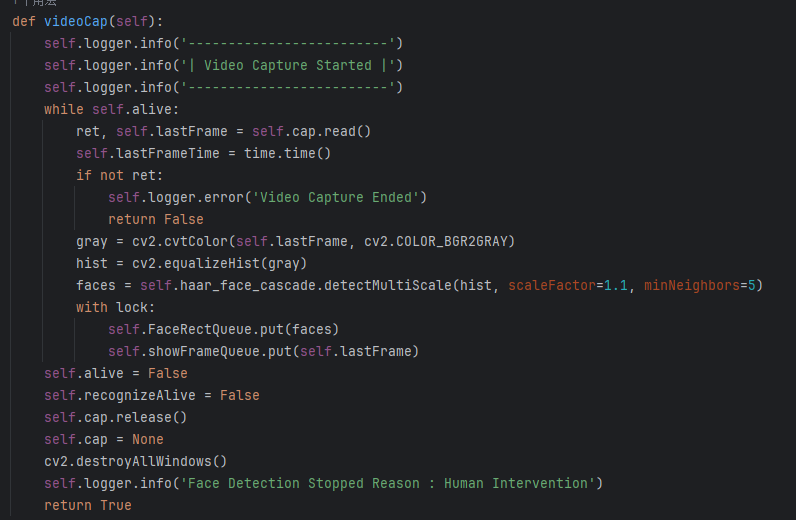 1个用法
def videoCap(self):
    self.logger.info('-------------------------')
    self.logger.info('| Video Capture Started |')
    self.logger.info('-------------------------')
    while self.alive:
        ret, self.lastFrame = self.cap.read()
        self.lastFrameTime = time.time()
        if not ret:
            self.logger.error('Video Capture Ended')
            return False
        gray = cv2.cvtColor(self.lastFrame, cv2.COLOR_BGR2GRAY)
        hist = cv2.equalizeHist(gray)
        faces = self.haar_face_cascade.detectMultiScale(hist, scaleFactor=1.1, minNeighbors=5)
        with lock:
            self.FaceRectQueue.put(faces)
            self.showFrameQueue.put(self.lastFrame)
    self.alive = False
    self.recognizeAlive = False
    self.cap.release()
    self.cap = None
    cv2.destroyAllWindows()
    self.logger.info('Face Detection Stopped Reason : Human Intervention')
    return True